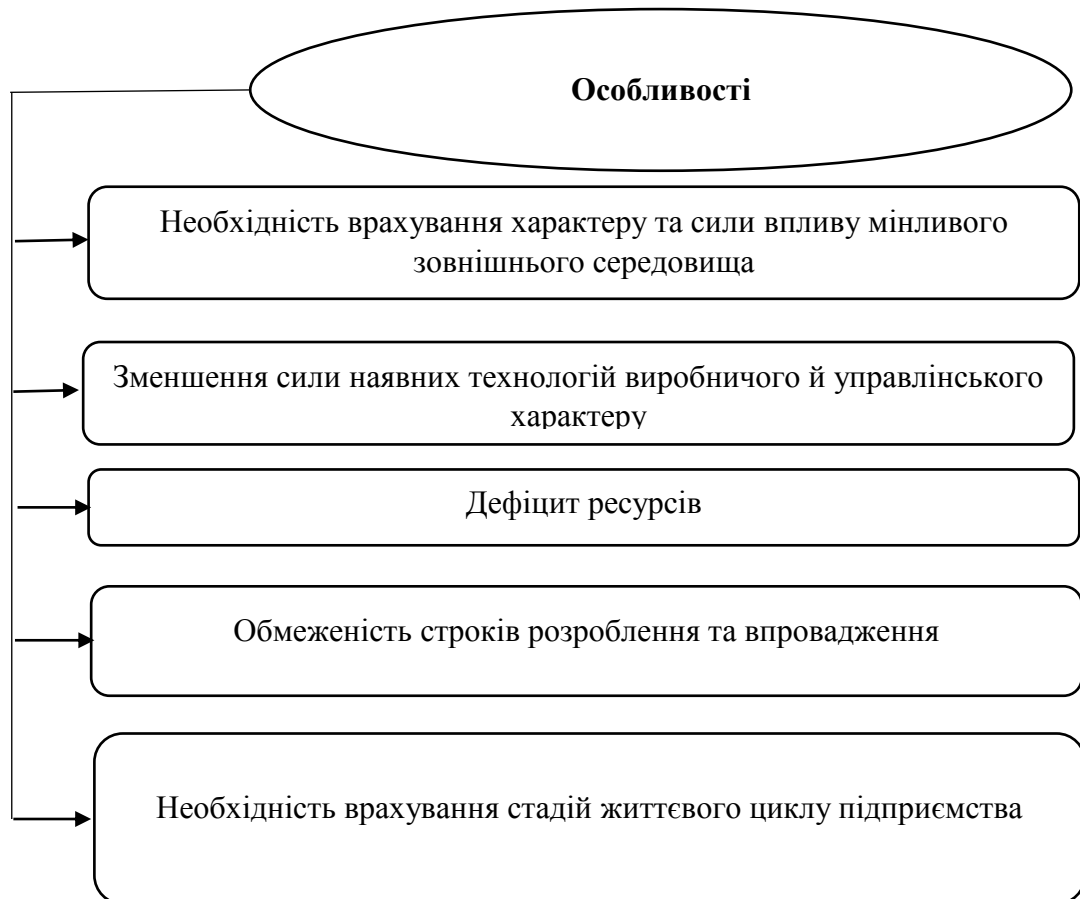 Особливості
Необхідність врахування характеру та сили впливу мінливого
зовнішнього середовища
Зменшення сили наявних технологій виробничого й управлінського
характеру
Дефіцит ресурсів
Обмеженість строків розроблення та впровадження
Необхідність врахування стадій життєвого циклу підприємства